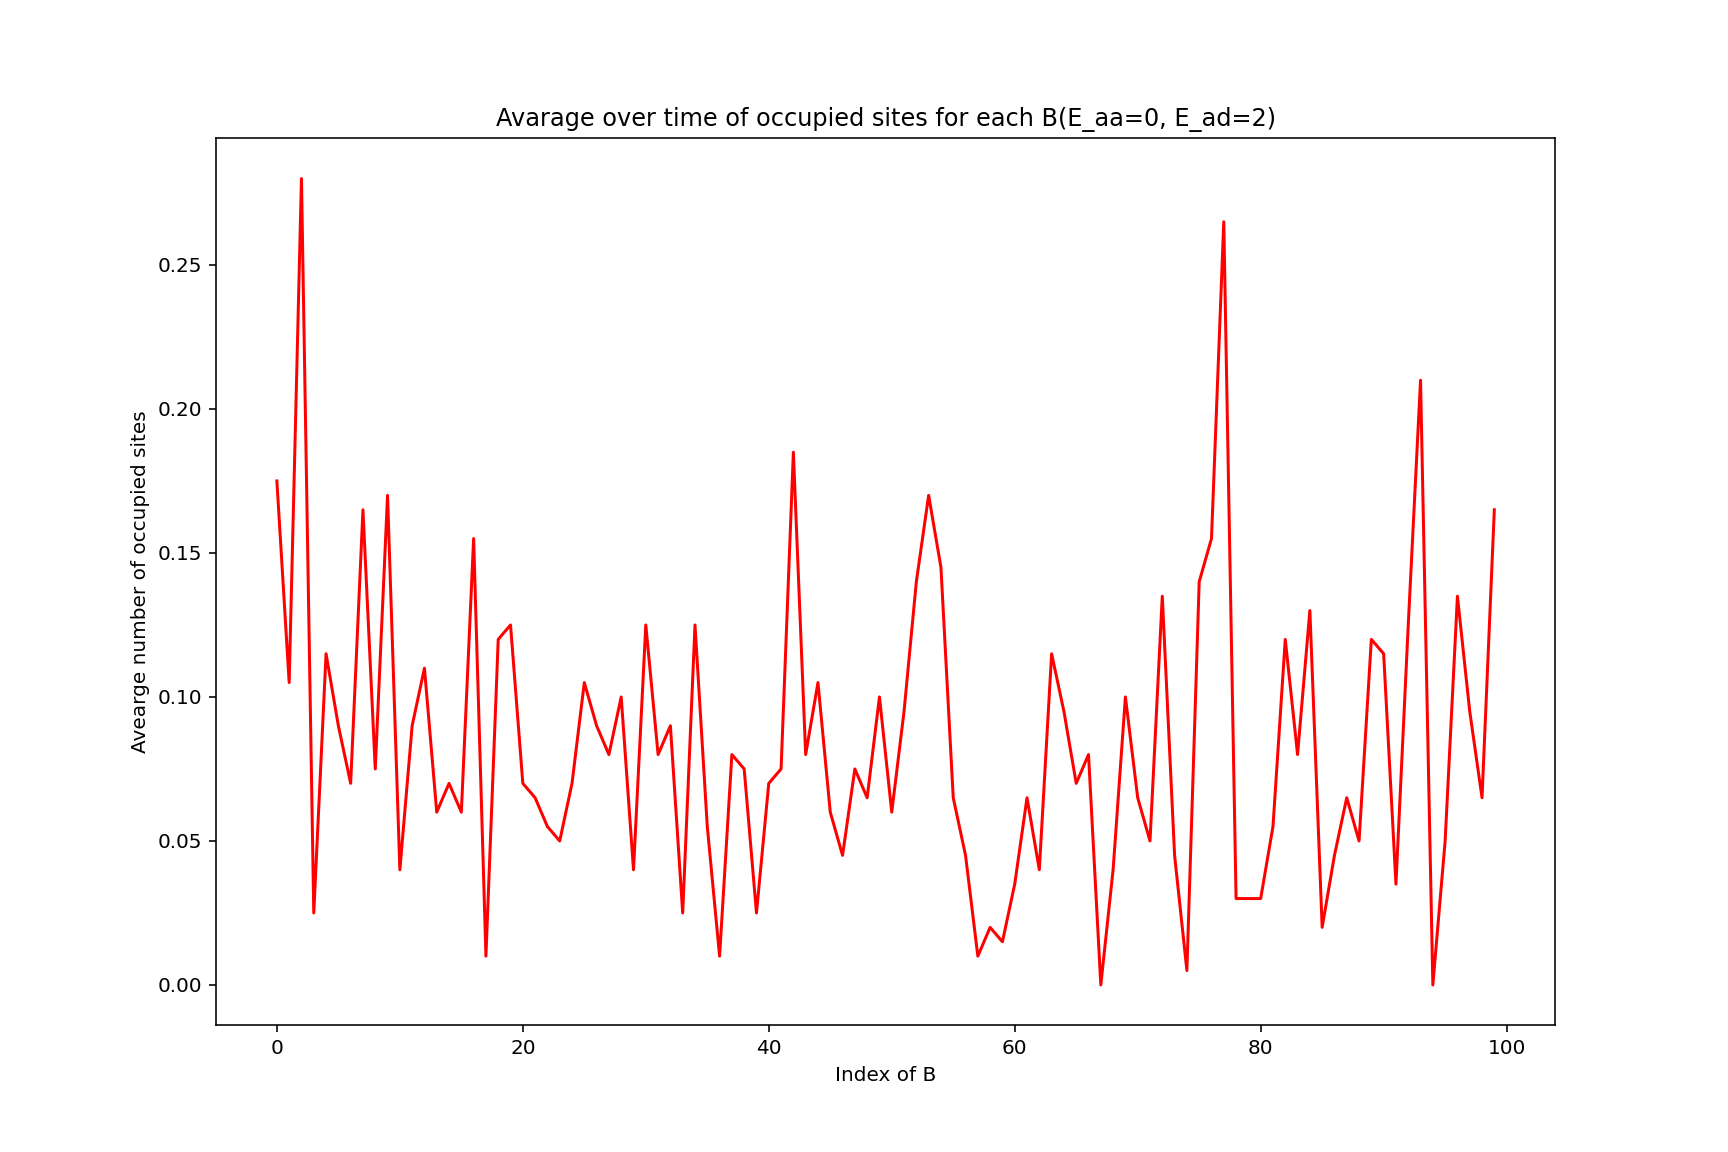 Avarage over time of occupied sites for each B(E_aa=0, E_ad=2)
Avearge number of occupied sites
0.25
0.20
0.15
0.10
0.05
0.00
0 20 40 60 80 100
Index of B